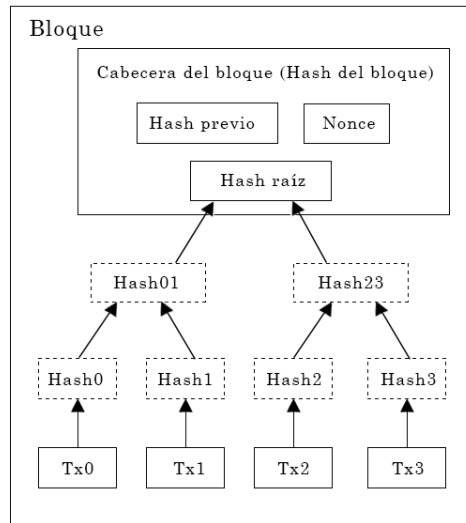 Bloque
Cabecera del bloque (Hash del bloque)
Hash previo
Nonce
Hash raíz
Hash01
Hash23
Hash0
Hash1
Hash2
Hash3
Tx0
Tx1
Tx2
Tx3